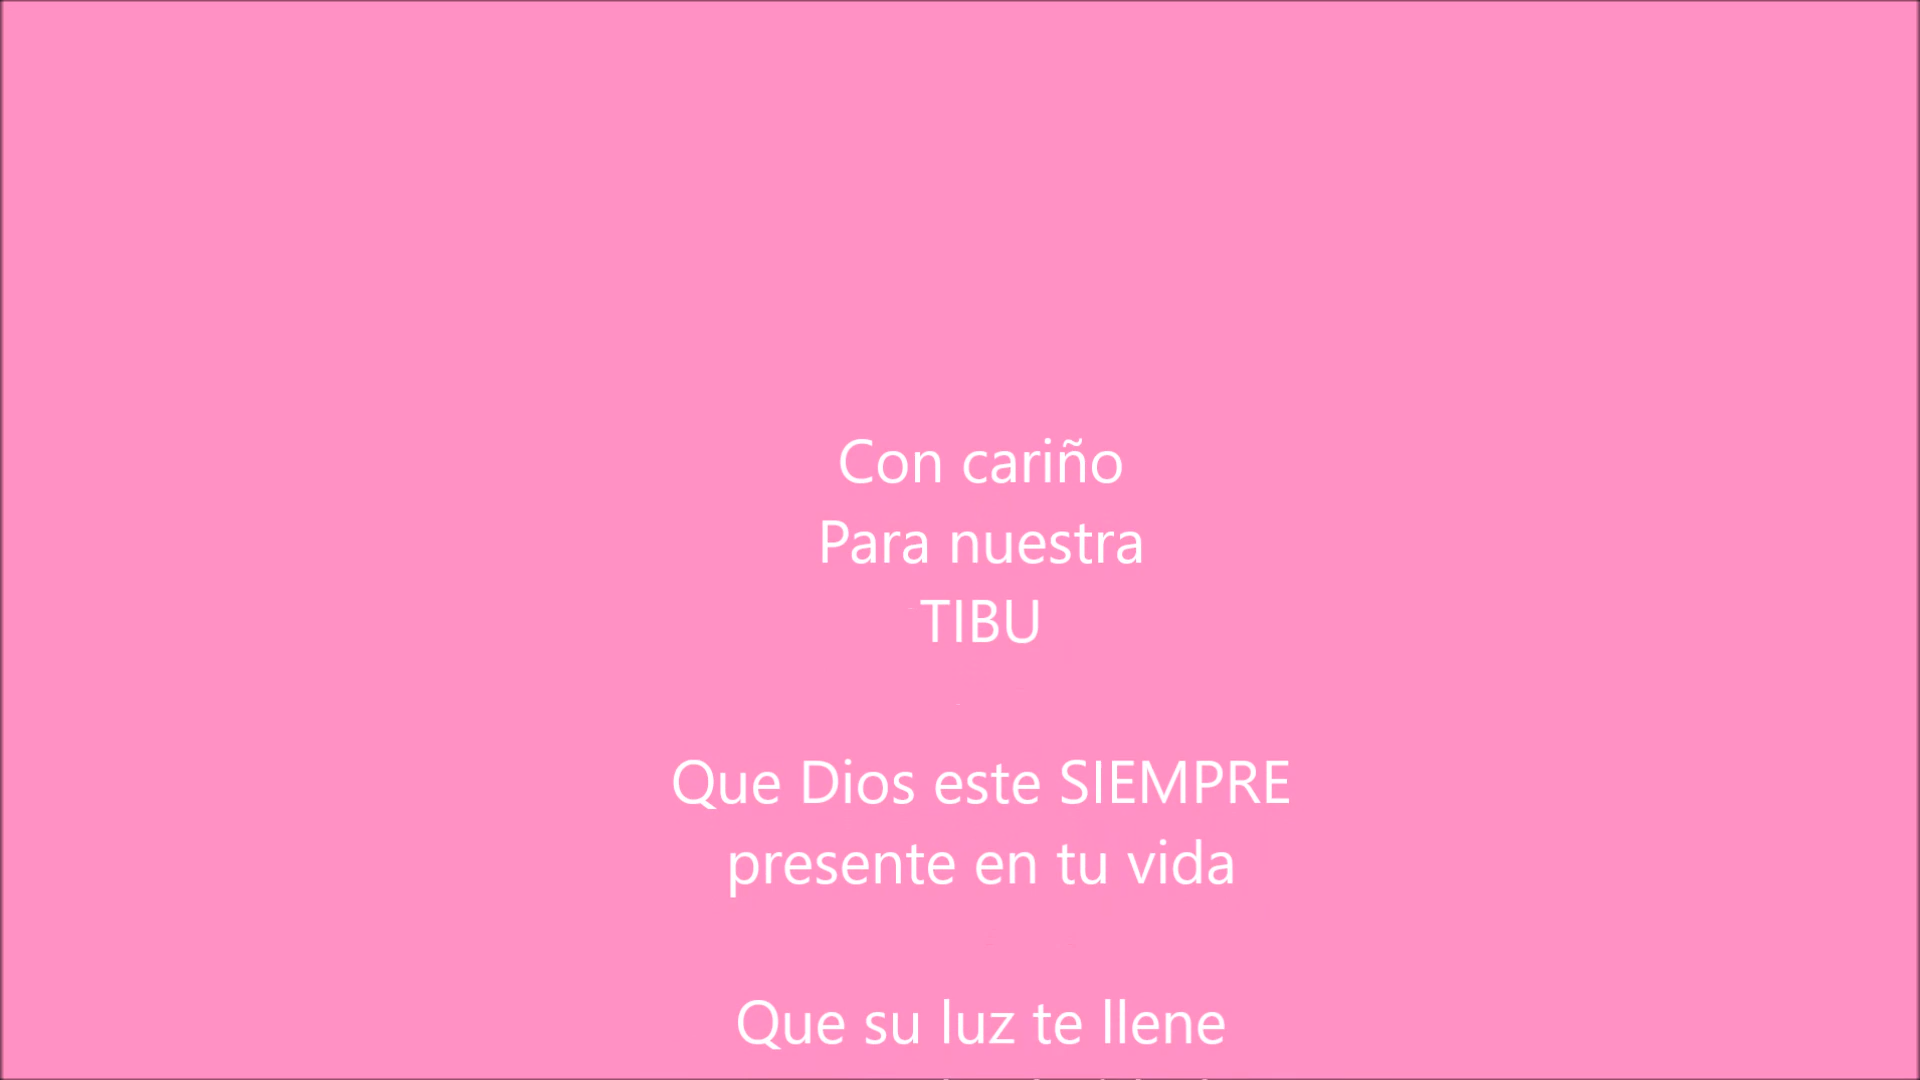 Con cariño
Para nuestra
TIBU
Que Dios este SIEMPRE
presente en tu vida
Que su luz te llene